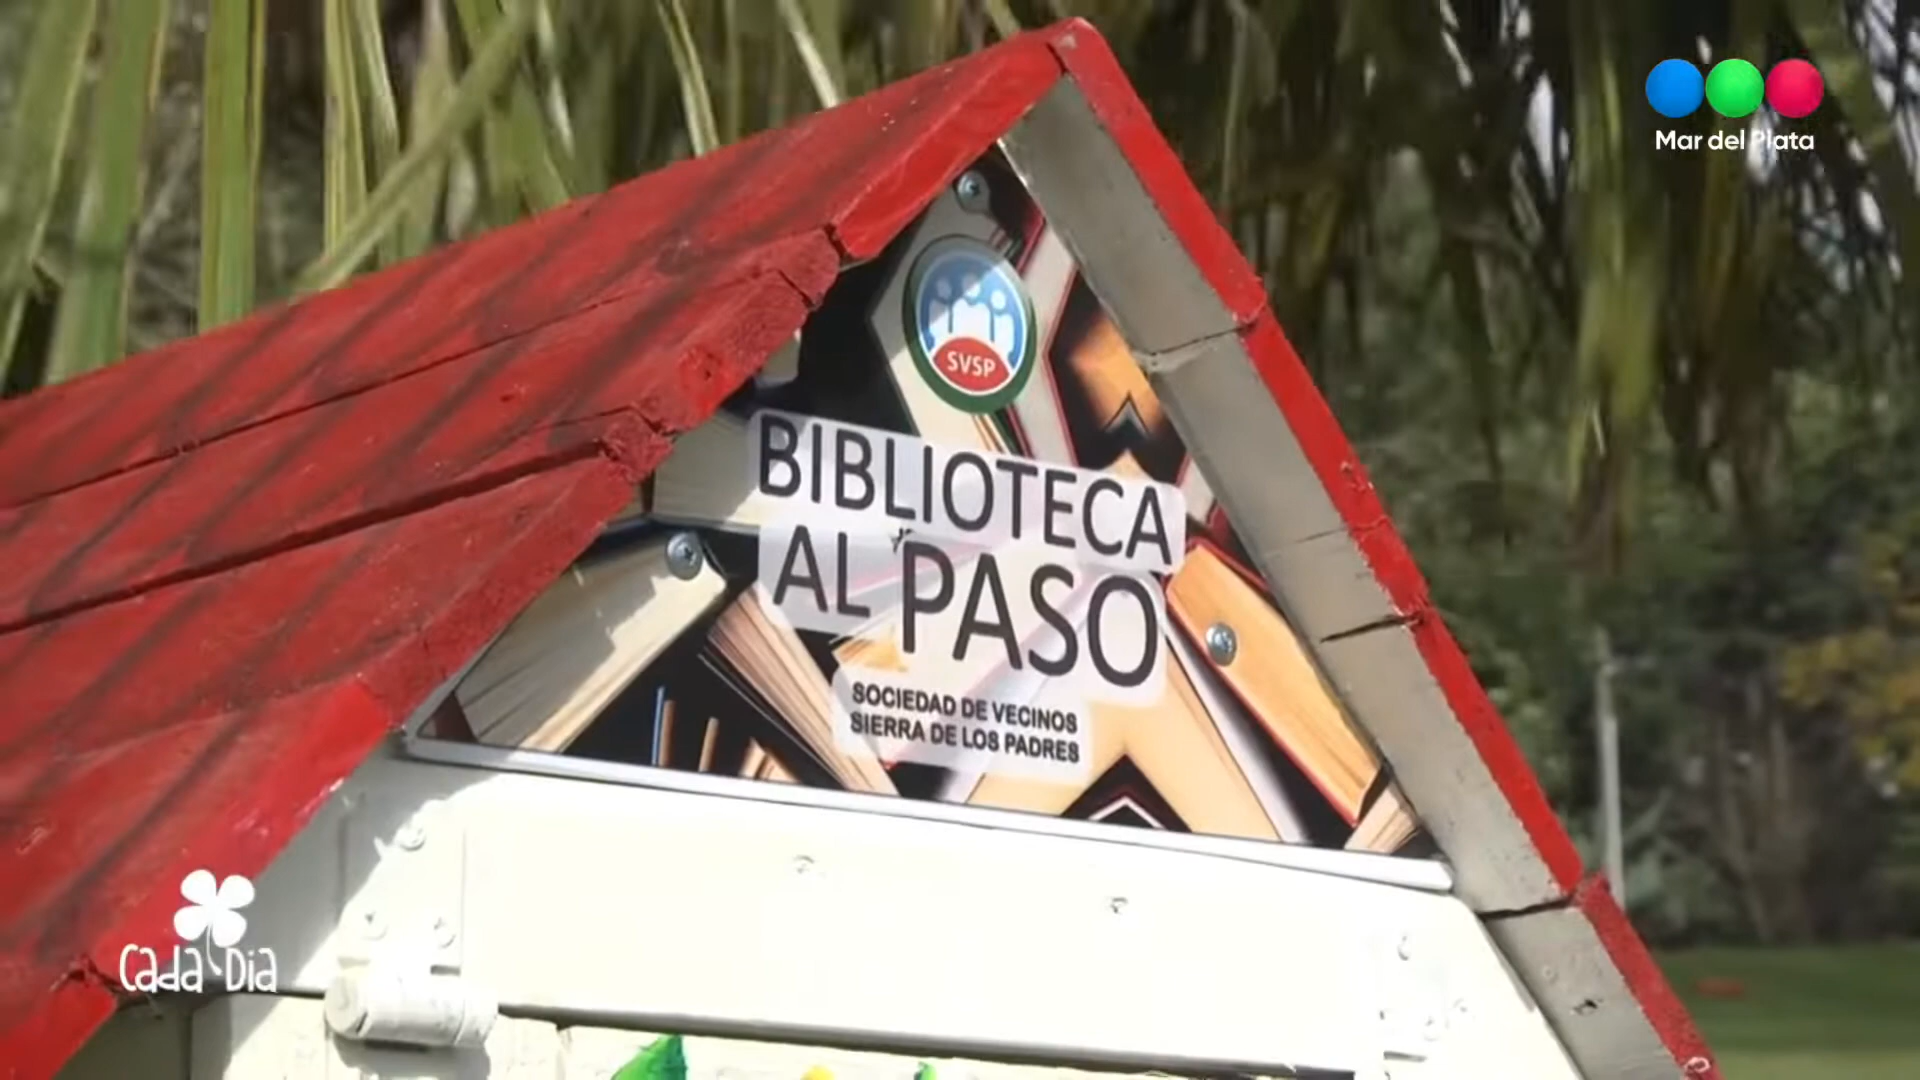 Mar del Plata
SVSP
BIBLIOTECA
AL PASO
SOCIEDAD DE VECINOS
SIERRA DE LOS PADRES
Cada Dia